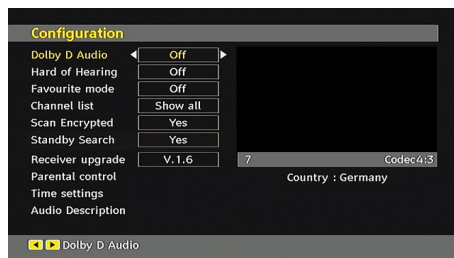 Configuration
Dolby D Audio Off
Hard of Hearing Off
Favourite mode Off
Channel list Show all
Scan Encrypted Yes
Standby Search Yes
Receiver upgrade V.1.6
Parental control
Time settings
Audio Description
7 Codec4:3
Country : Germany
Dolby D Audio